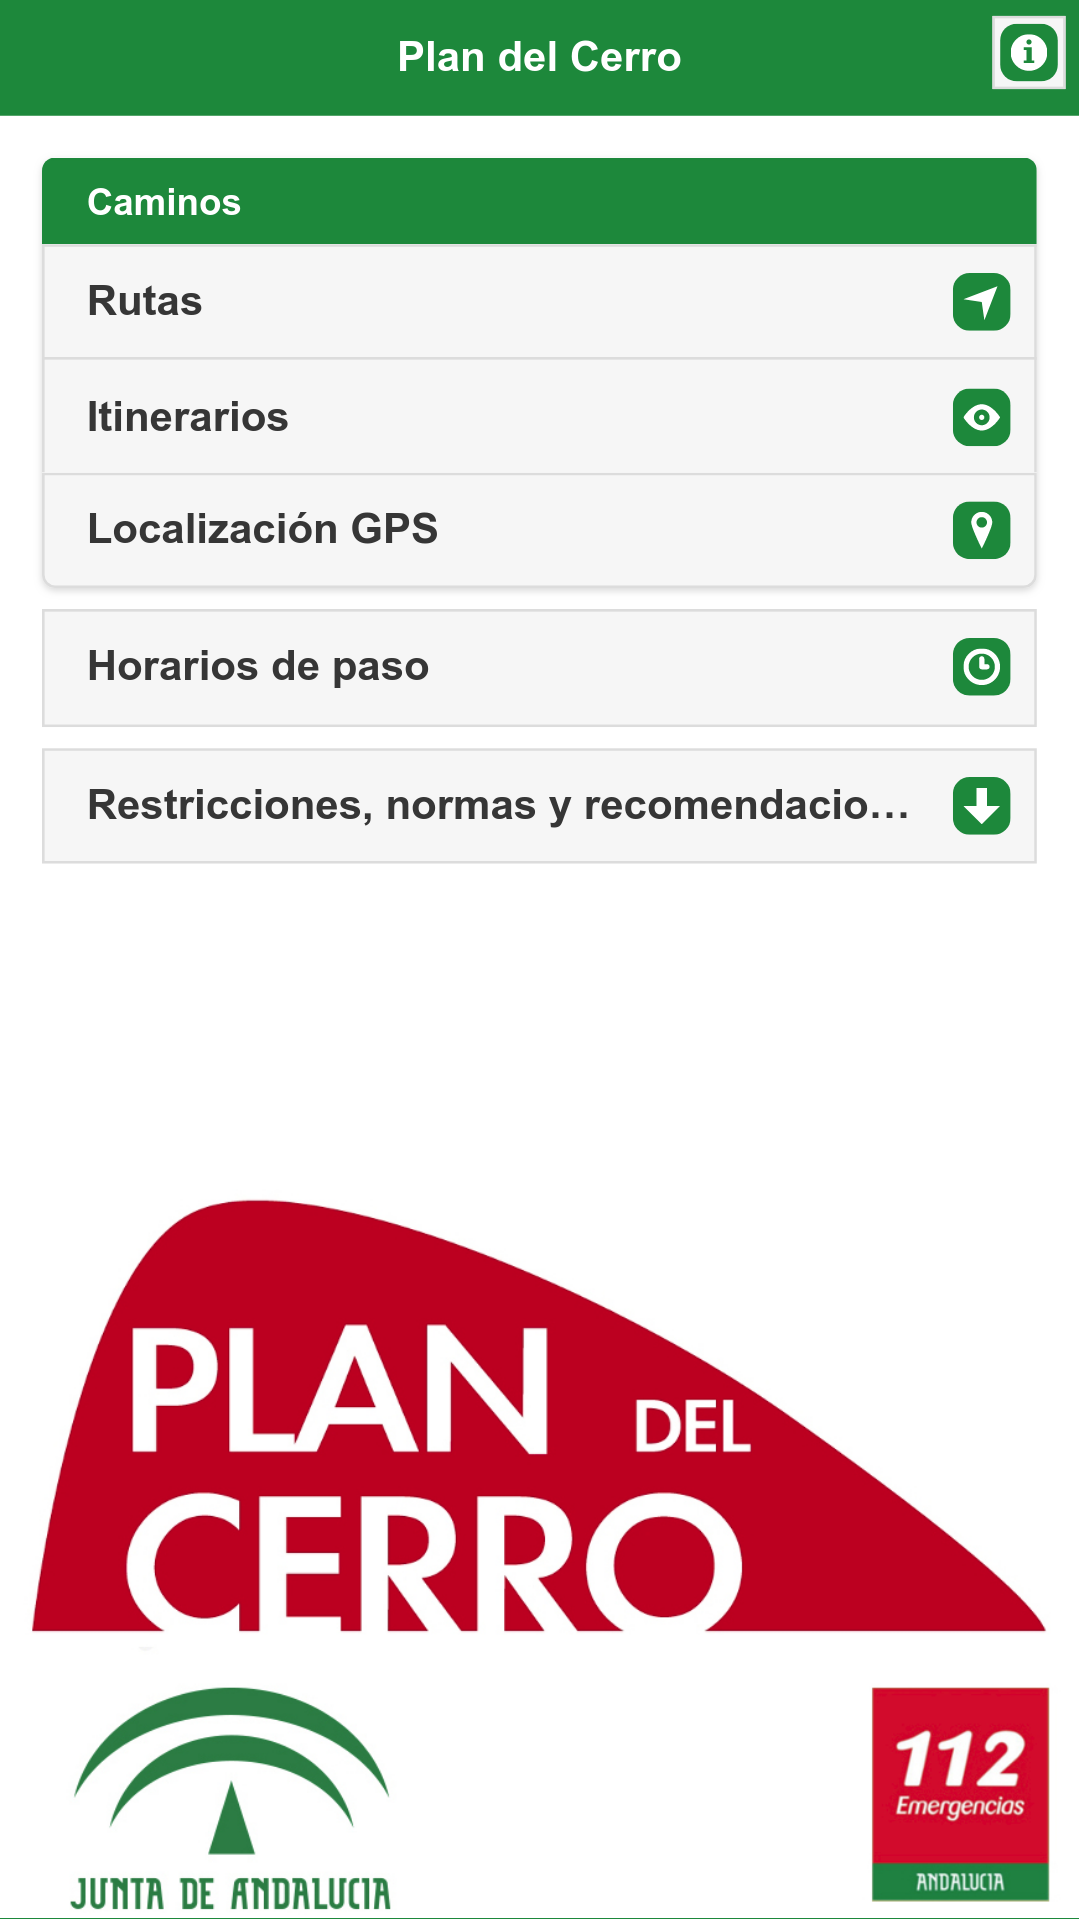 Plan del Cerro
Caminos
Rutas
Itinerarios
Localización GPS
Horarios de paso
Restricciones, normas y recomendacio...
PLAN DEL
CERRO
JUNTA DE ANDALUCIA
112
Emergencias
ANDALUCIA